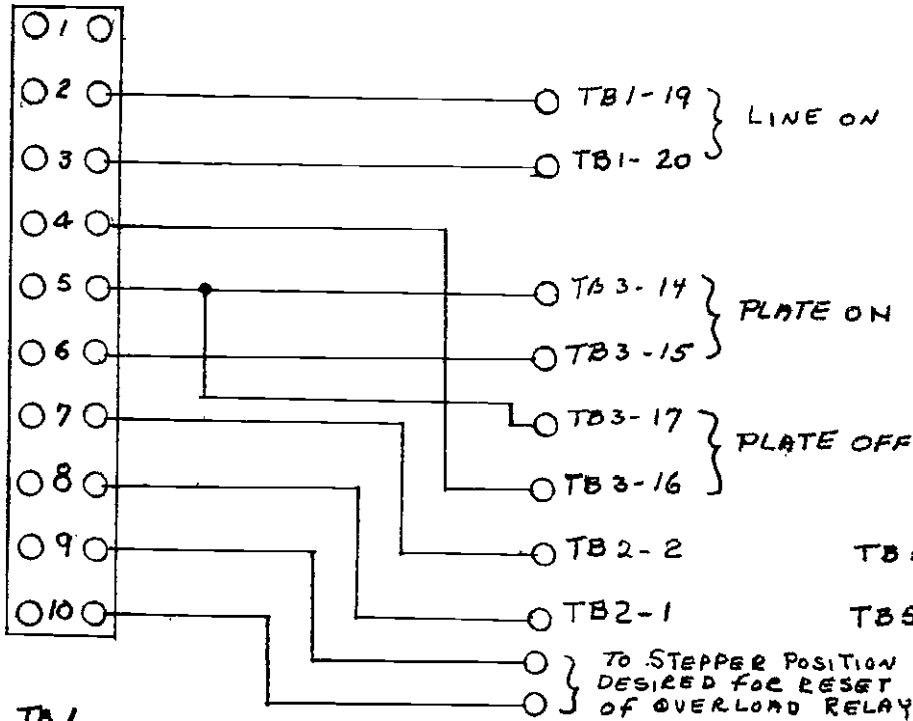 1
2
TB1-19
LINE ON
3
TB1-20
4
5
TB3-14
PLATE ON
6
TB3-15
7
TB3-17
PLATE OFF
8
TB3-16
9
TB2-2
TB
10
TB2-1
TB5
TO STEPPER POSITION
DESIRED FOR RESET
OF OVERLOAD RELAY
TB1